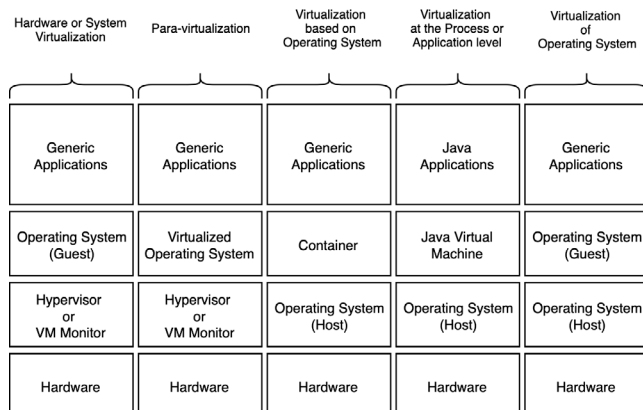 Hardware or System
Virtualization
Para-virtualization
Virtualization
based on
Operating System
Virtualization
at the Process or
Application level
Virtualization
of
Operating System
Generic
Applications
Generic
Applications
Generic
Applications
Java
Applications
Generic
Applications
Operating System
(Guest)
Virtualized
Operating System
Container
Java Virtual
Machine
Operating System
(Guest)
Hypervisor
or
VM Monitor
Hypervisor
or
VM Monitor
Operating System
(Host)
Operating System
(Host)
Operating System
(Host)
Hardware
Hardware
Hardware
Hardware
Hardware